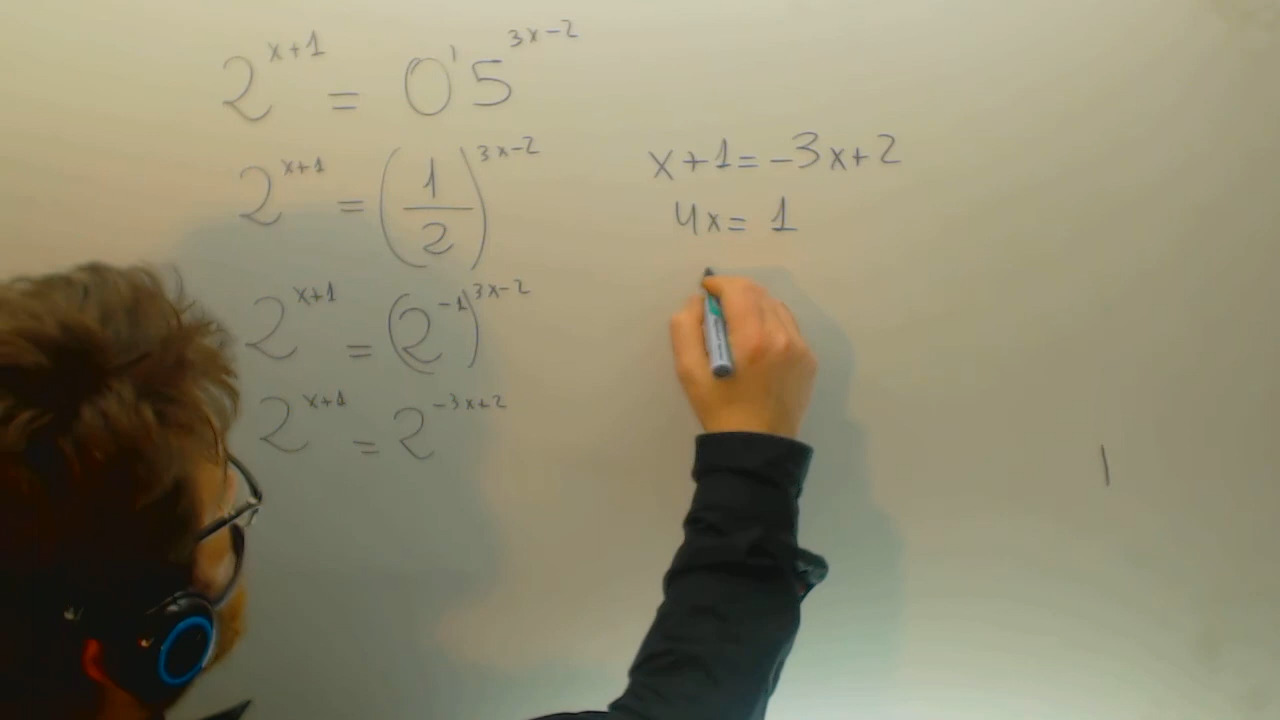 2^{x+1} = 0'5^{3x-2}
2^{x+1} = (1/2)^{3x-2}
2^{x+1} = (2^{-1})^{3x-2}
2^{x+1} = 2^{-3x+2}
x+1=-3x+2
4x= 1